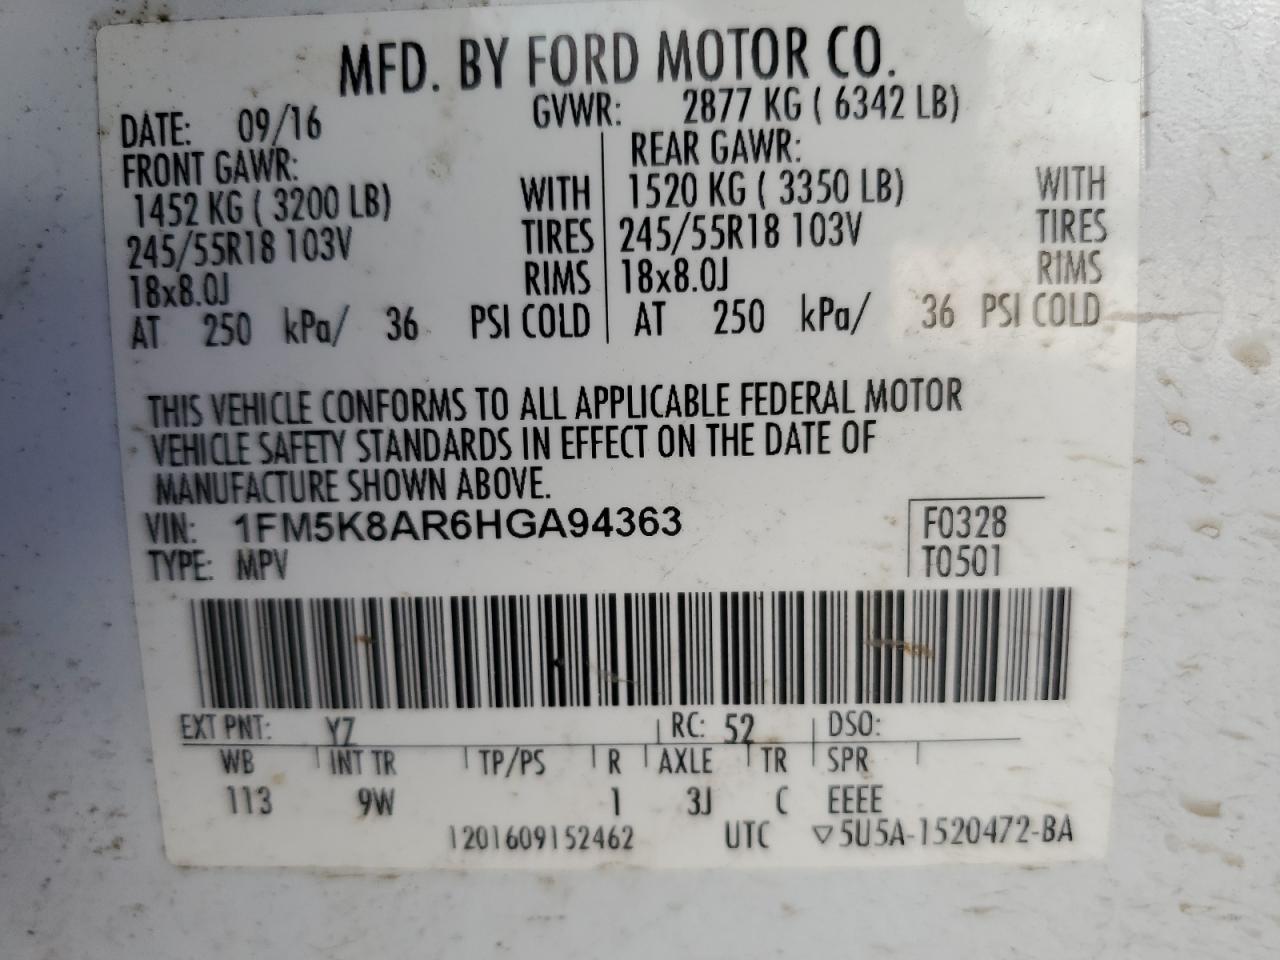 MFD. BY FORD MOTOR CO.
DATE: 09/16 GVWR: 2877 KG ( 6342 LB)
FRONT GAWR: REAR GAWR:
1452 KG ( 3200 LB) WITH 1520 KG ( 3350 LB) WITH
245/55R18 103V TIRES 245/55R18 103V TIRES
18x8.0J RIMS 18x8.0J RIMS
AT 250 kPa/ 36 PSI COLD AT 250 kPa/ 36 PSI COLD
THIS VEHICLE CONFORMS TO ALL APPLICABLE FEDERAL MOTOR
VEHICLE SAFETY STANDARDS IN EFFECT ON THE DATE OF
MANUFACTURE SHOWN ABOVE.
VIN: 1FM5K8AR6HGA94363 F0328
TYPE: MPV T0501
EXT PNT: YZ RC: 52 DSO:
WB INT TR TP/PS R AXLE TR SPR
113 9W 1 3J C EEEE
1201609152462 UTC ▽5U5A-1520472-BA